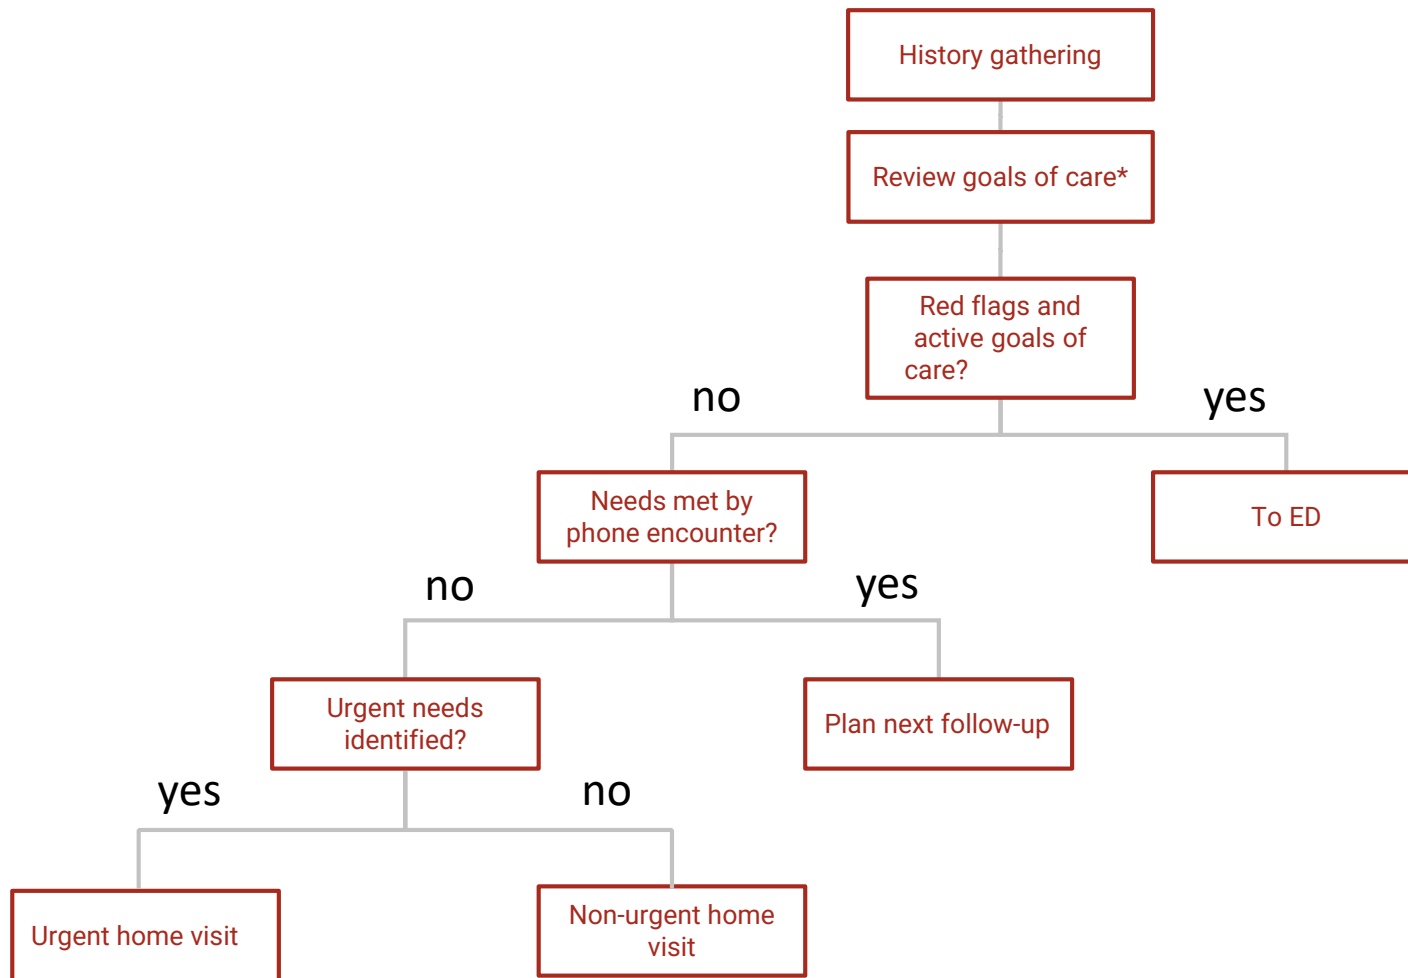 History gathering
Review goals of care*
Red flags and
active goals of
care?
no
yes
Needs met by
phone encounter?
To ED
no
yes
Urgent needs
identified?
Plan next follow-up
yes
no
Urgent home visit
Non-urgent home
visit